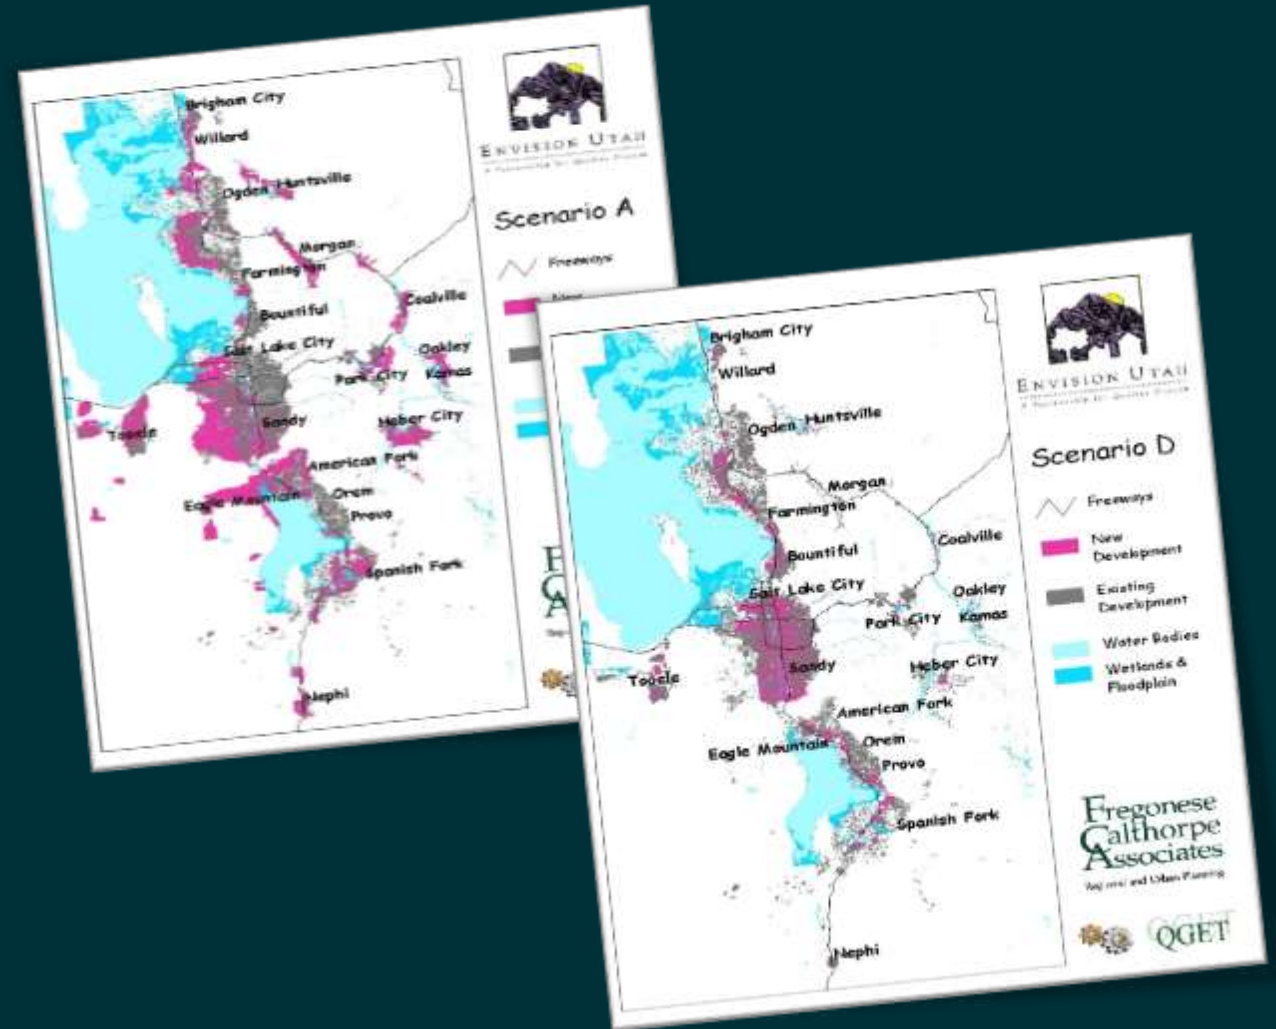 Brigham City
Willard
Ogden Huntsville
Morgan
Farmington
Coalville
Bountiful
Salt Lake City
Oakley
Park City Kamas
Tooele
Sandy
Heber City
American Fork
Eagle Mountain
Orem
Provo
Spanish Fork
Nephi
ENVISION UTAH
Scenario A
Freeways
Brigham City
Willard
Ogden Huntsville
Morgan
Farmington
Coalville
Bountiful
Salt Lake City
Oakley
Park City Kamas
Tooele
Sandy
Heber City
American Fork
Eagle Mountain
Orem
Provo
Spanish Fork
Nephi
ENVISION UTAH
Scenario D
Freeways
New
Development
Existing
Development
Water Bodies
Wetlands &
Floodplain
Fregonese
Calthorpe
Associates
Regional and Urban Planning
QGET